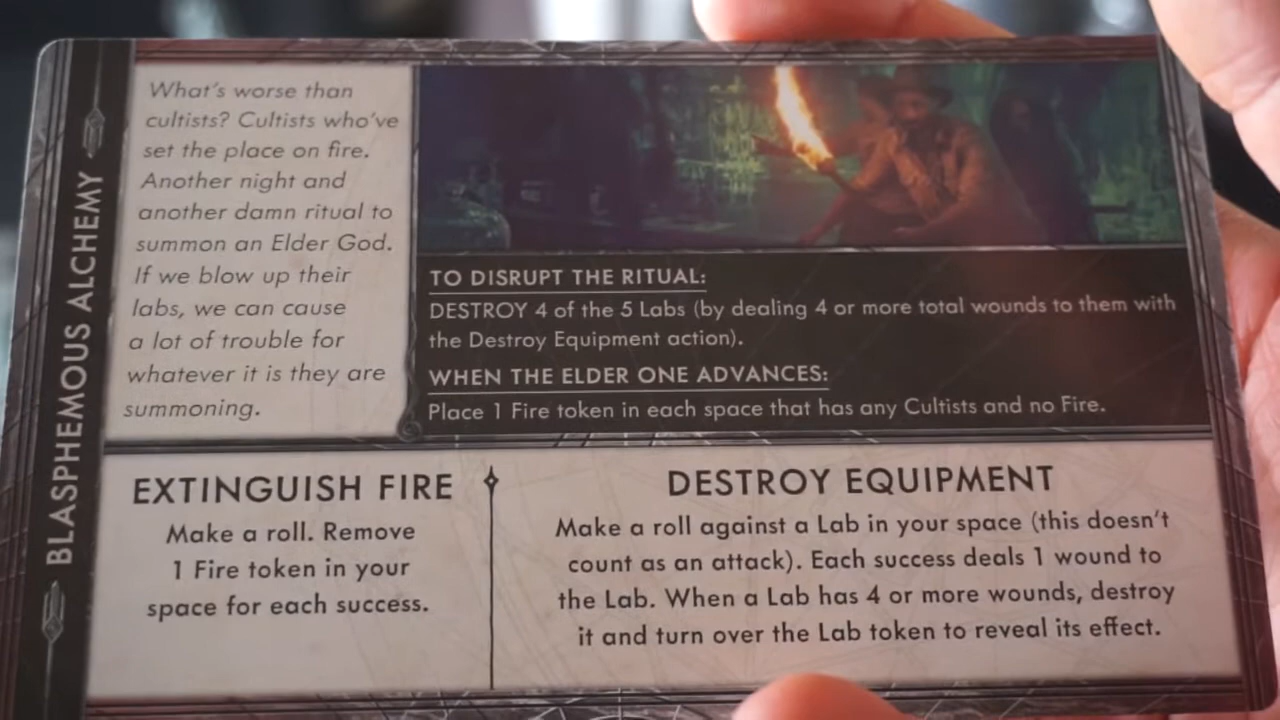 BLASPHEMOUS ALCHEMY
What's worse than
cultists? Cultists who've
set the place on fire.
Another night and
another damn ritual to
summon an Elder God.
If we blow up their
labs, we can cause
a lot of trouble for
whatever it is they are
summoning.
TO DISRUPT THE RITUAL:
DESTROY 4 of the 5 Labs (by dealing 4 or more total wounds to them with
the Destroy Equipment action).
WHEN THE ELDER ONE ADVANCES:
Place 1 Fire token in each space that has any Cultists and no Fire.
EXTINGUISH FIRE
Make a roll. Remove
1 Fire token in your
space for each success.
DESTROY EQUIPMENT
Make a roll against a Lab in your space (this doesn't
count as an attack). Each success deals 1 wound to
the Lab. When a Lab has 4 or more wounds, destroy
it and turn over the Lab token to reveal its effect.